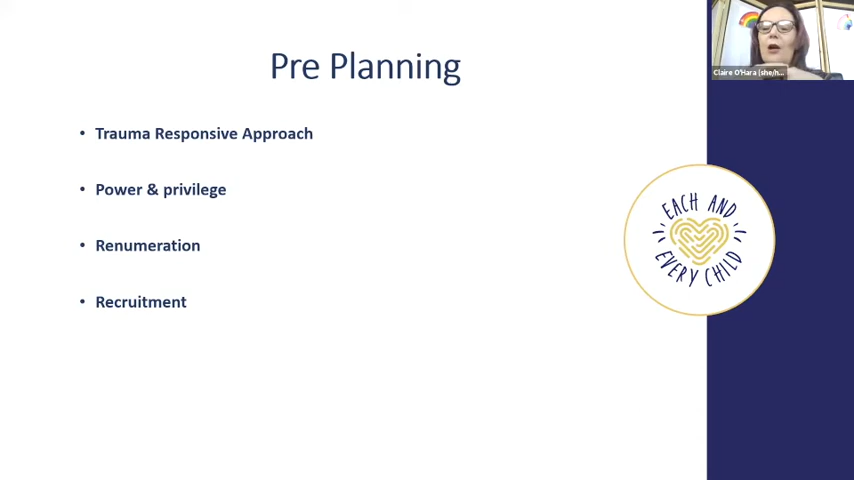 Pre Planning
Claire O'Hara (she/h...
• Trauma Responsive Approach
• Power & privilege
• Renumeration
• Recruitment
EACH AND
EVERY CHILD